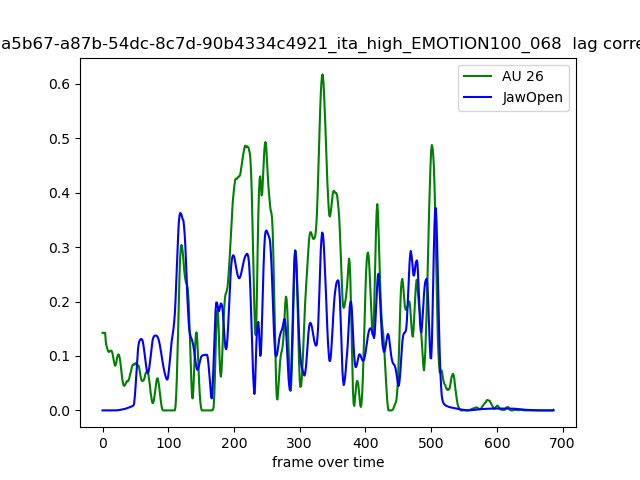 a5b67-a87b-54dc-8c7d-90b4334c4921_ita_high_EMOTION100_068 lag corre
AU 26
JawOpen
0.6
0.5
0.4
0.3
0.2
0.1
0.0
0 100 200 300 400 500 600 700
frame over time